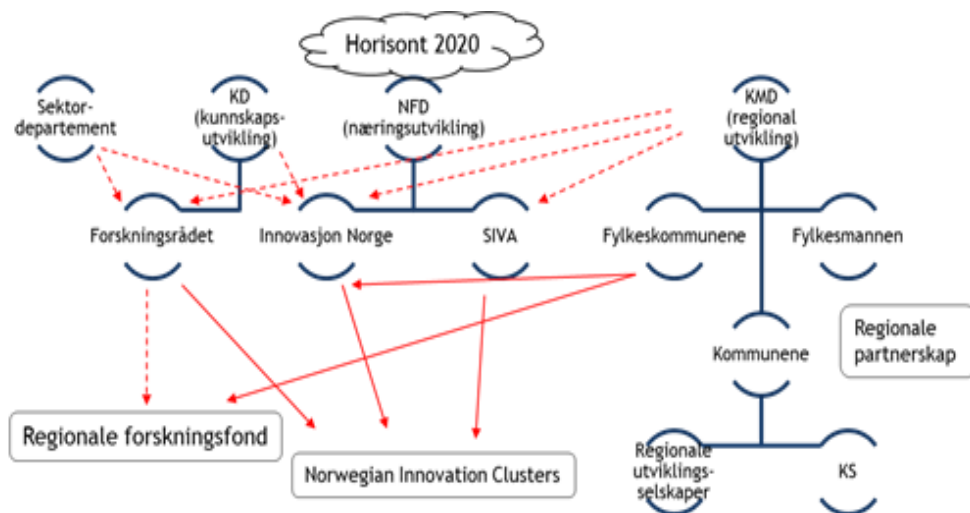 Horisont 2020
Sektor-
departement
KD
(kunnskaps-
utvikling)
NFD
(næringsutvikling)
KMD
(regional
utvikling)
Forskningsrådet
Innovasjon Norge
SIVA
Fylkeskommunene
Fylkesmannen
Kommunene
Regionale
partnerskap
Regionale forskningsfond
Norwegian Innovation Clusters
Regionale
utviklings-
selskaper
KS